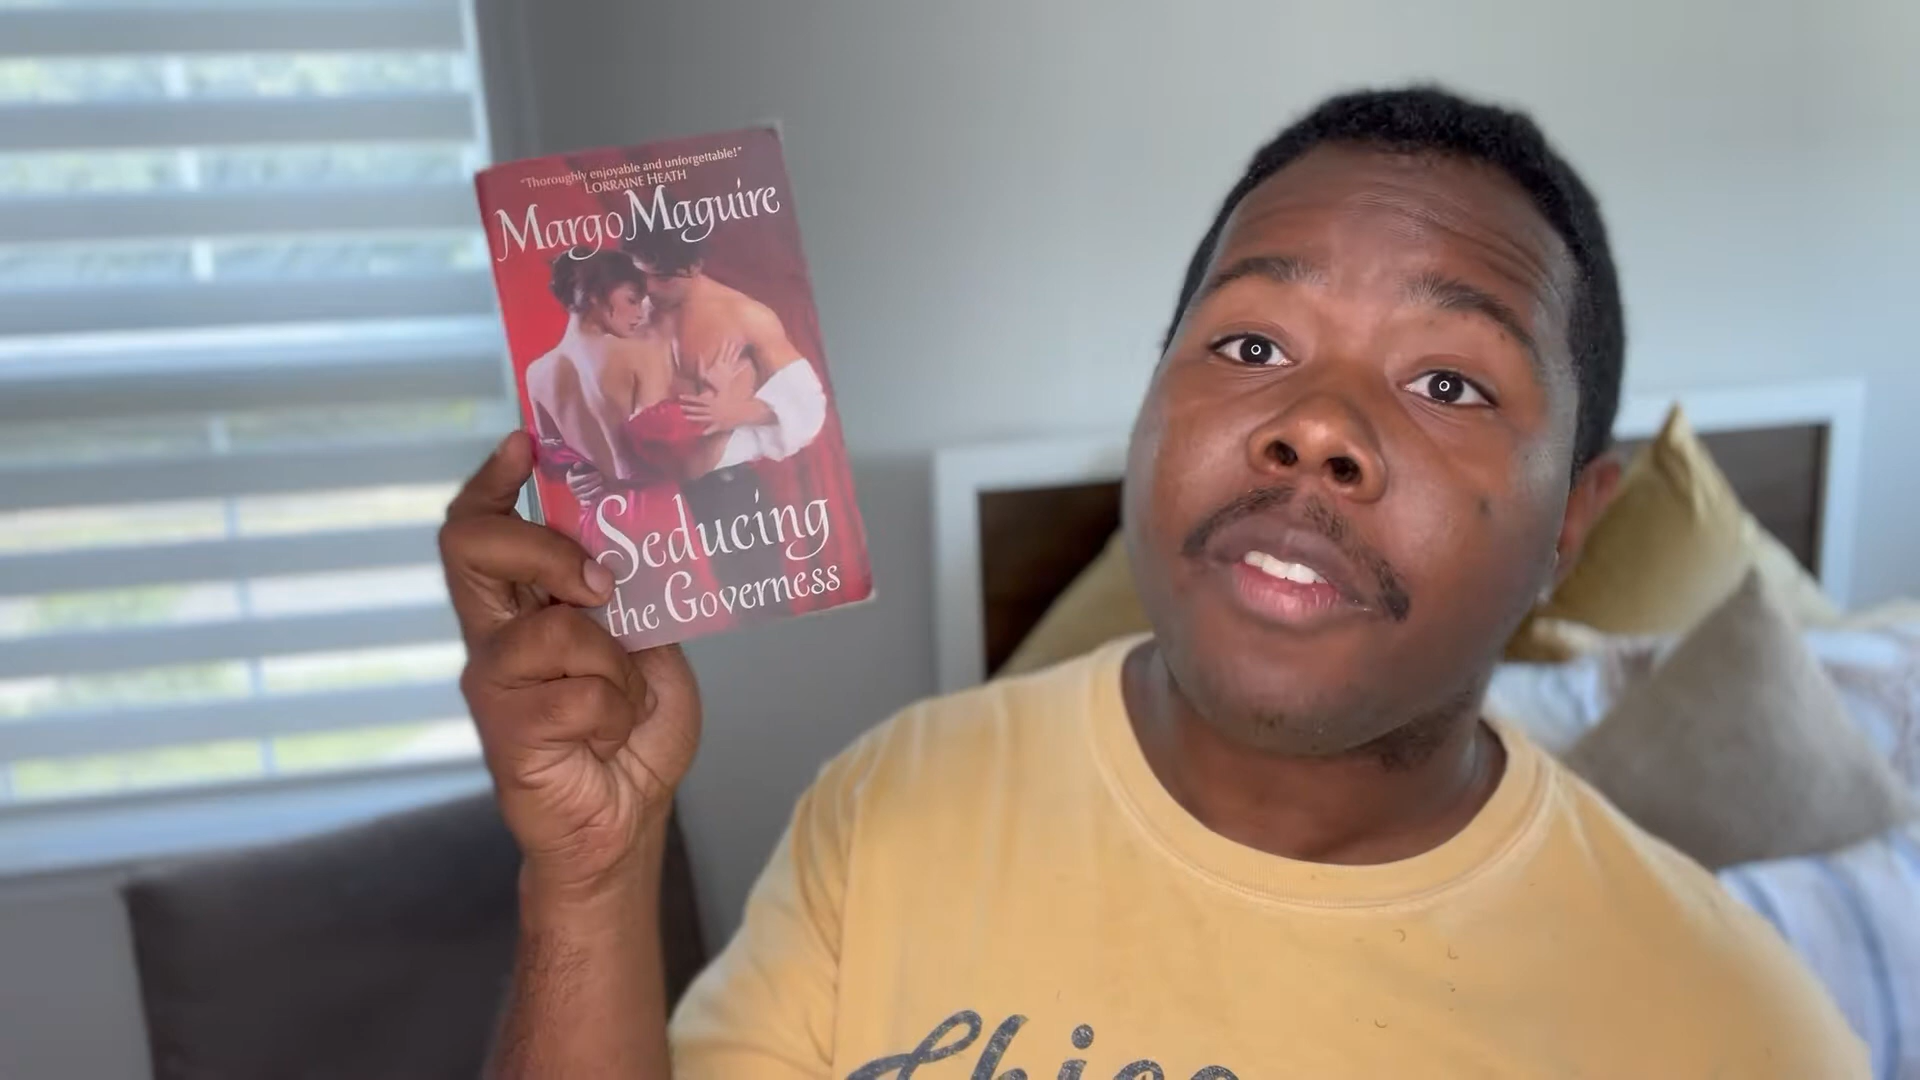 "Thoroughly enjoyable and unforgettable!"
LORRAINE HEATH
Margo Maguire
Seducing
the Governess